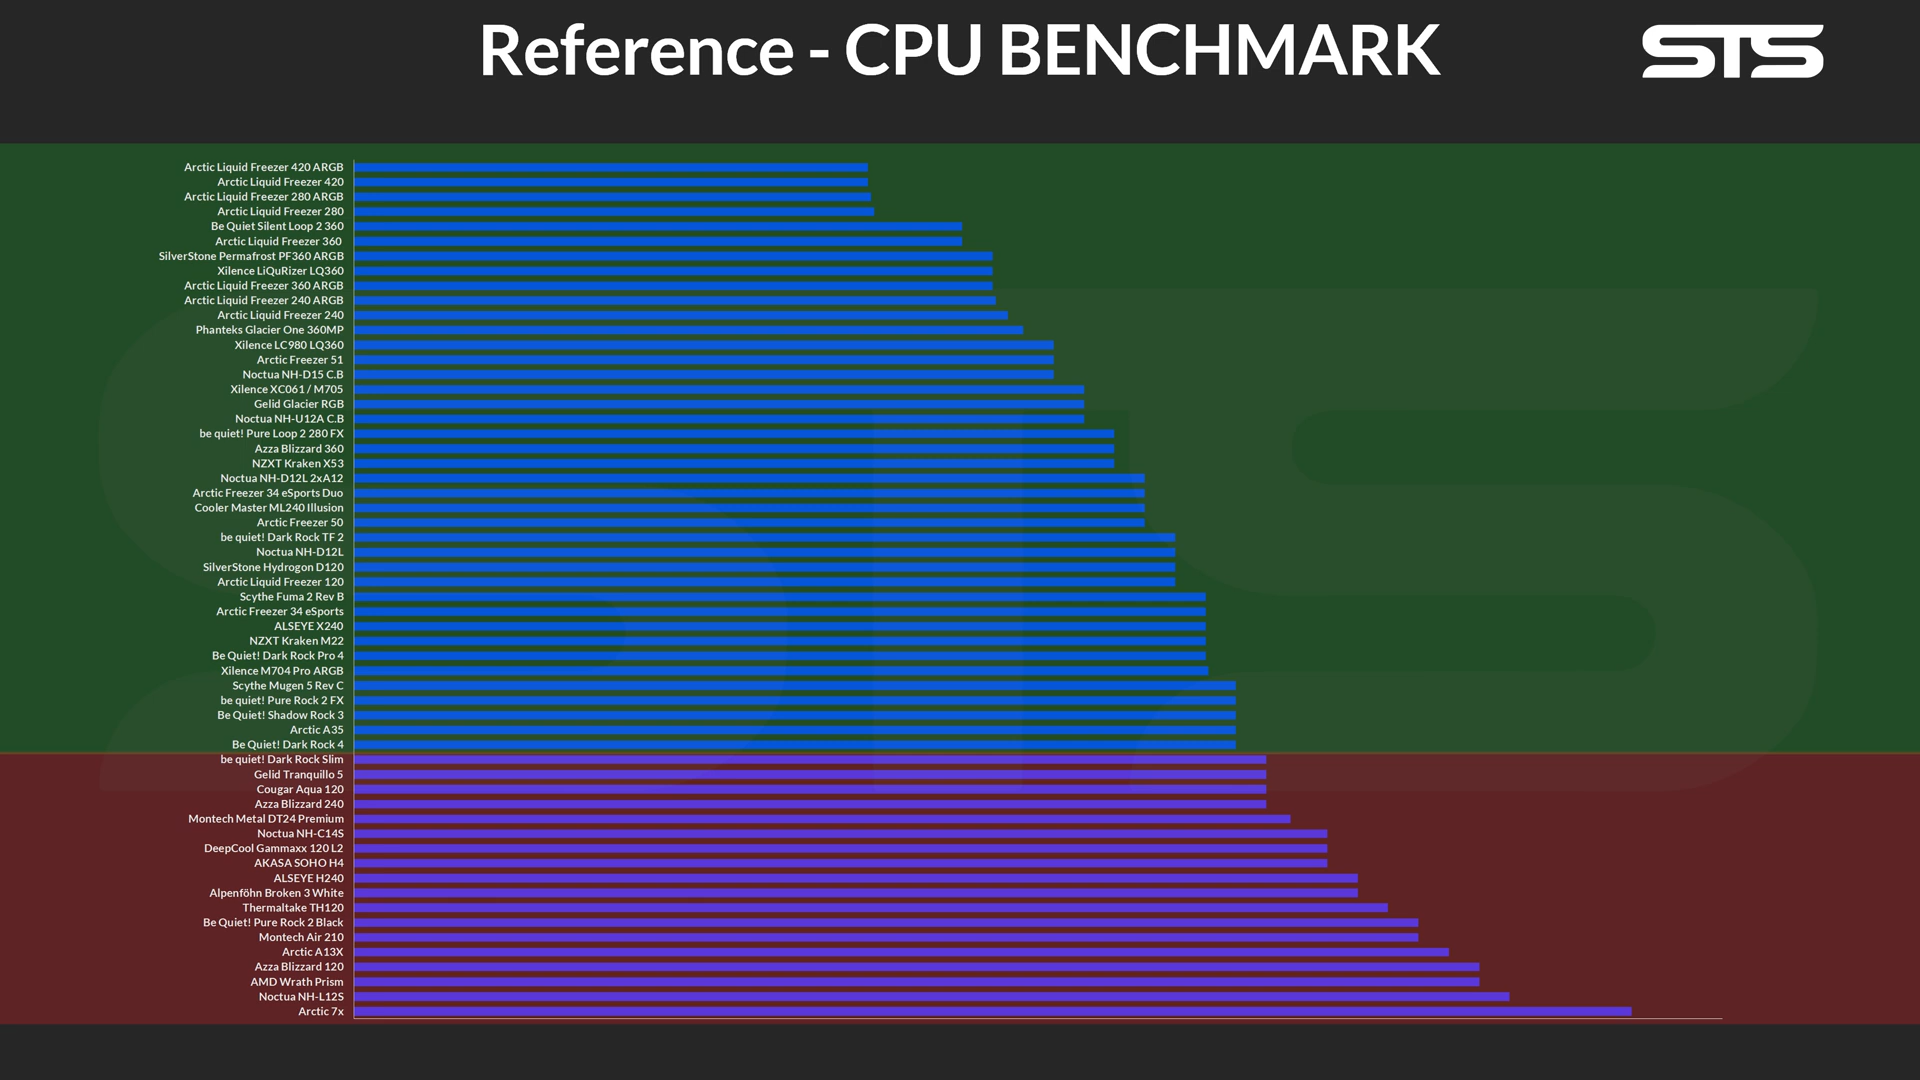 Reference - CPU BENCHMARK
STS
Arctic Liquid Freezer 420 ARGB
Arctic Liquid Freezer 420
Arctic Liquid Freezer 280 ARGB
Arctic Liquid Freezer 280
Be Quiet Silent Loop 2 360
Arctic Liquid Freezer 360
SilverStone Permafrost PF360 ARGB
Xilence LiQuRizer LQ360
Arctic Liquid Freezer 360 ARGB
Arctic Liquid Freezer 240 ARGB
Arctic Liquid Freezer 240
Phanteks Glacier One 360MP
Xilence LC980 LQ360
Arctic Freezer 51
Noctua NH-D15 C.B
Xilence XC061 / M705
Gelid Glacier RGB
Noctua NH-U12A C.B
be quiet! Pure Loop 2 280 FX
Azza Blizzard 360
NZXT Kraken X53
Noctua NH-D12L 2xA12
Arctic Freezer 34 eSports Duo
Cooler Master ML240 Illusion
Arctic Freezer 50
be quiet! Dark Rock TF 2
Noctua NH-D12L
SilverStone Hydrogon D120
Arctic Liquid Freezer 120
Scythe Fuma 2 Rev B
Arctic Freezer 34 eSports
ALSEYE X240
NZXT Kraken M22
Be Quiet! Dark Rock Pro 4
Xilence M704 Pro ARGB
Scythe Mugen 5 Rev C
be quiet! Pure Rock 2 FX
Be Quiet! Shadow Rock 3
Arctic A35
Be Quiet! Dark Rock 4
be quiet! Dark Rock Slim
Gelid Tranquillo 5
Cougar Aqua 120
Azza Blizzard 240
Montech Metal DT24 Premium
Noctua NH-C14S
DeepCool Gammaxx 120 L2
AKASA SOHO H4
ALSEYE H240
Alpenföhn Broken 3 White
Thermaltake TH120
Be Quiet! Pure Rock 2 Black
Montech Air 210
Arctic A13X
Azza Blizzard 120
AMD Wrath Prism
Noctua NH-L12S
Arctic 7x